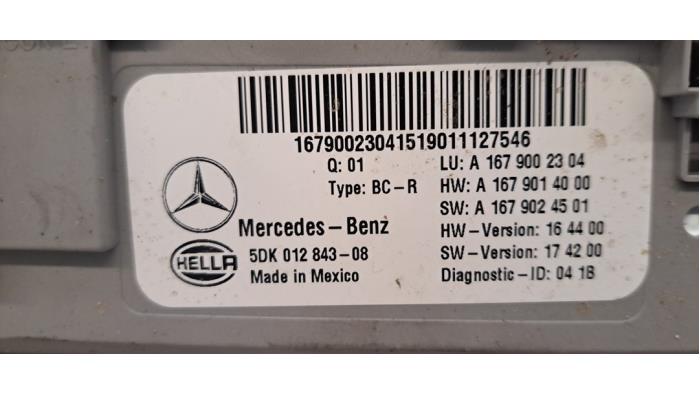 16790023041519011127546
Q: 01
LU: A 167 900 23 04
Type: BC-R
HW: A 167 901 40 00
SW: A 167 902 45 01
Mercedes-Benz
HW-Version: 16 44 00
HELLA
5DK 012 843-08
SW-Version: 17 42 00
Made in Mexico
Diagnostic-ID: 04 1B